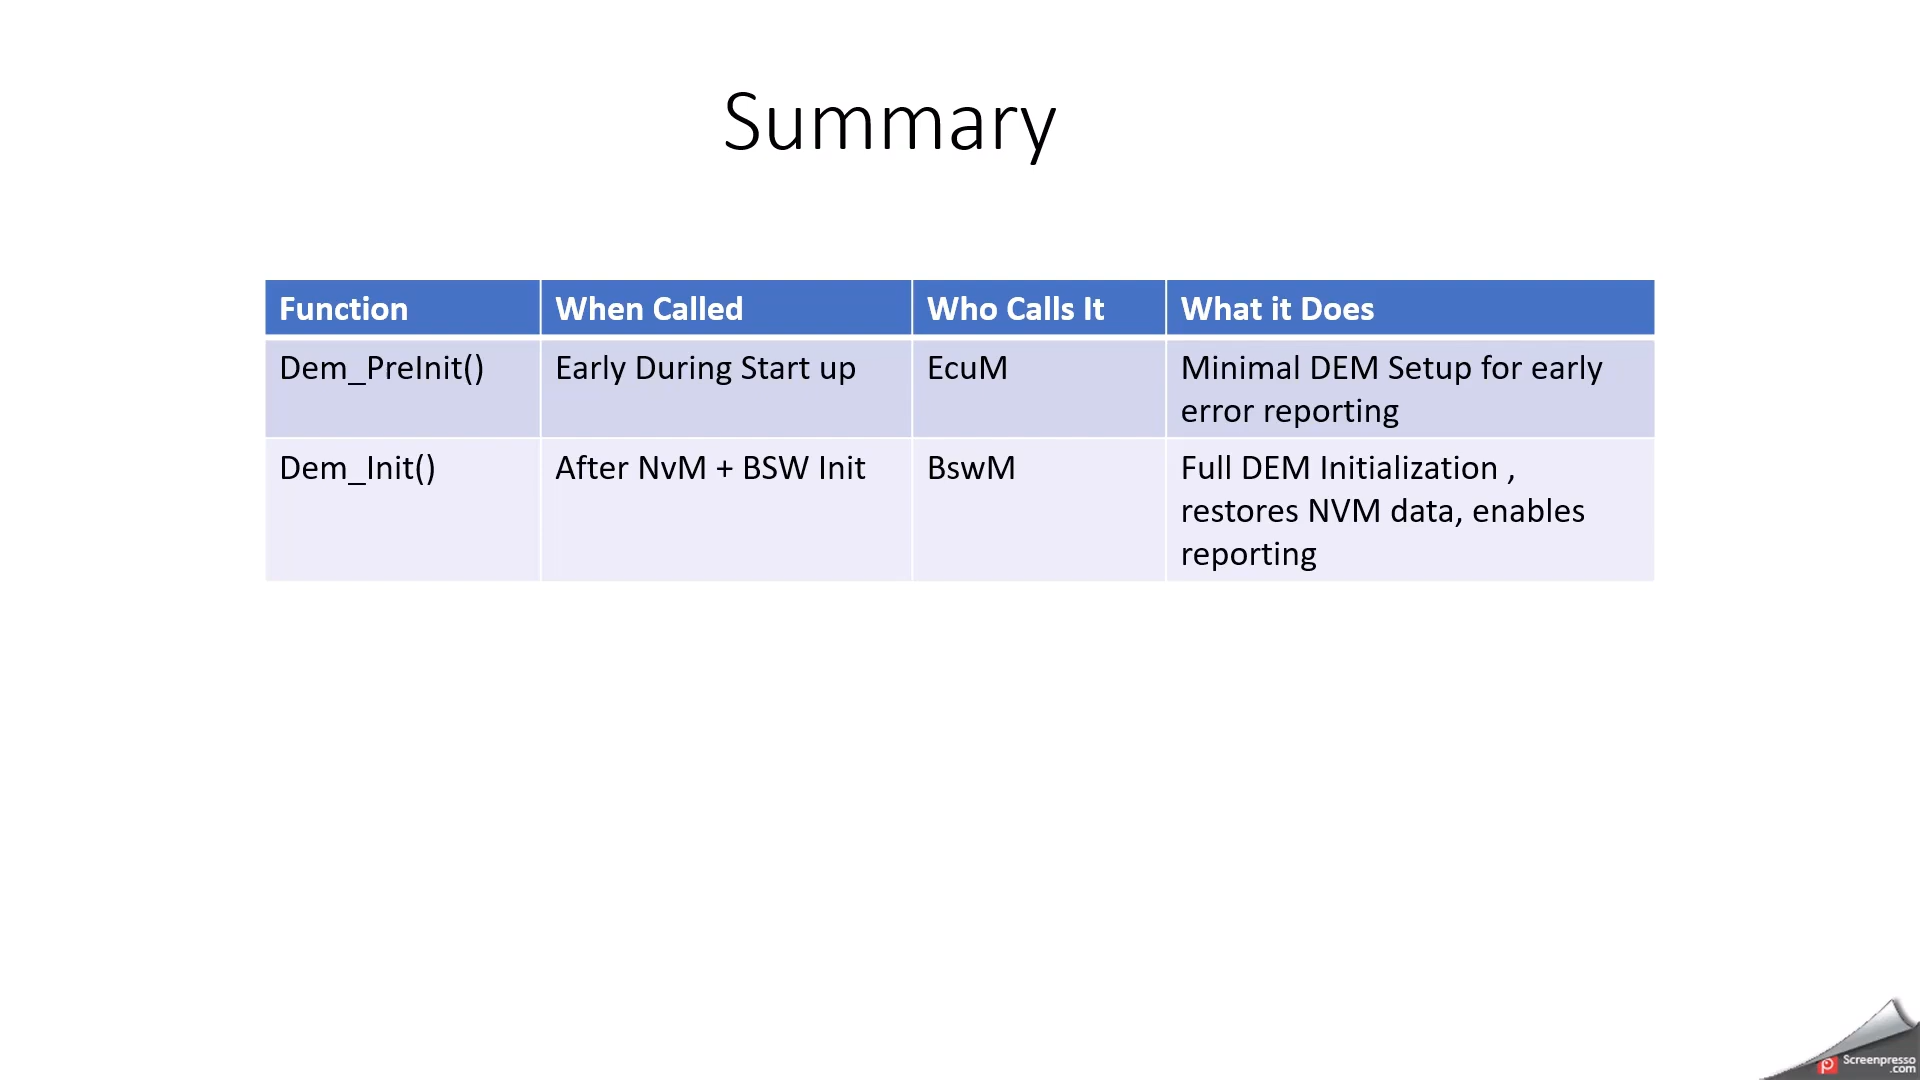 Summary
Function When Called Who Calls It What it Does
Dem_PreInit() Early During Start up EcuM Minimal DEM Setup for early
error reporting
Dem_Init() After NvM + BSW Init BswM Full DEM Initialization ,
restores NVM data, enables
reporting
Screenpresso
.com